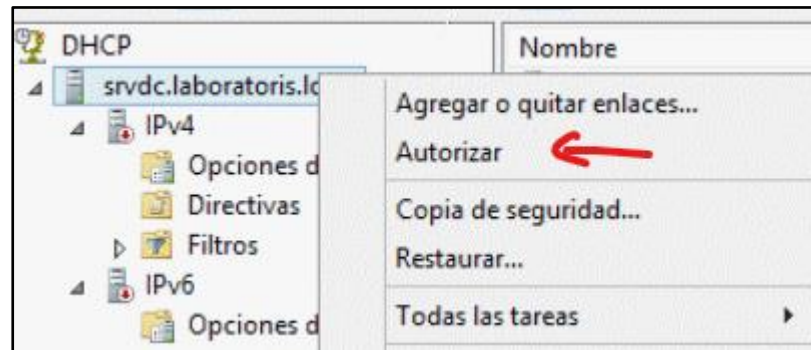 DHCP
Nombre
srvdc.laboratoris.lo
Agregar o quitar enlaces...
IPv4
Autorizar
Opciones d
Directivas
Copia de seguridad...
Filtros
Restaurar...
IPv6
Opciones d
Todas las tareas